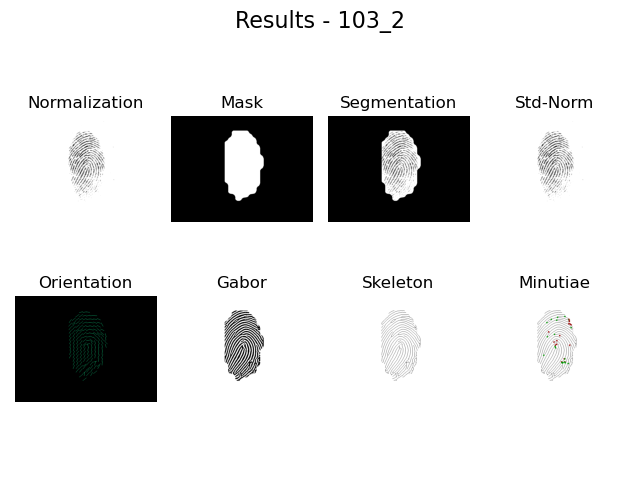 Results - 103_2
Normalization
Mask
Segmentation
Std-Norm
Orientation
Gabor
Skeleton
Minutiae